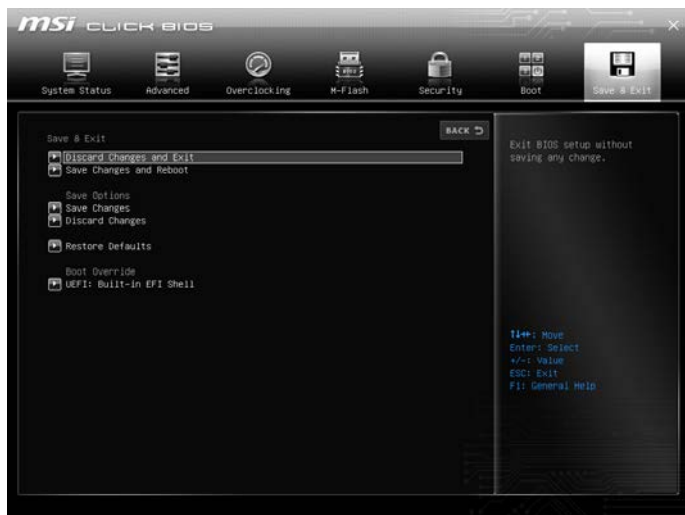 msi CLICK BIOS
System Status
Advanced
Overclocking
M-Flash
Security
Boot
Save & Exit
BACK
Save & Exit
Discard Changes and Exit
Save Changes and Reboot
Save Options
Save Changes
Discard Changes
Restore Defaults
Boot Override
UEFI: Built-in EFI Shell
Exit BIOS setup without
saving any change.
↑↓←→: Move
Enter: Select
+/-: Value
ESC: Exit
F1: General Help